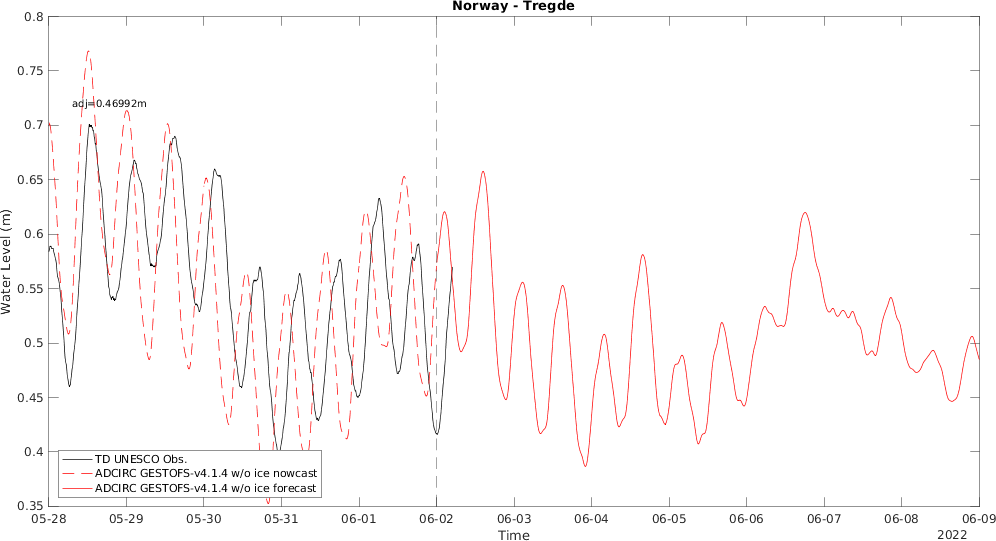 Norway - Tregde
0.8
0.75
0.7
0.65
0.6
0.55
0.5
0.45
0.4
0.35
Water Level (m)
adj=0.46992m
TD UNESCO Obs.
ADCIRC GESTOFS-v4.1.4 w/o ice nowcast
ADCIRC GESTOFS-v4.1.4 w/o ice forecast
05-28 05-29 05-30 05-31 06-01 06-02 06-03 06-04 06-05 06-06 06-07 06-08 06-09
Time
2022